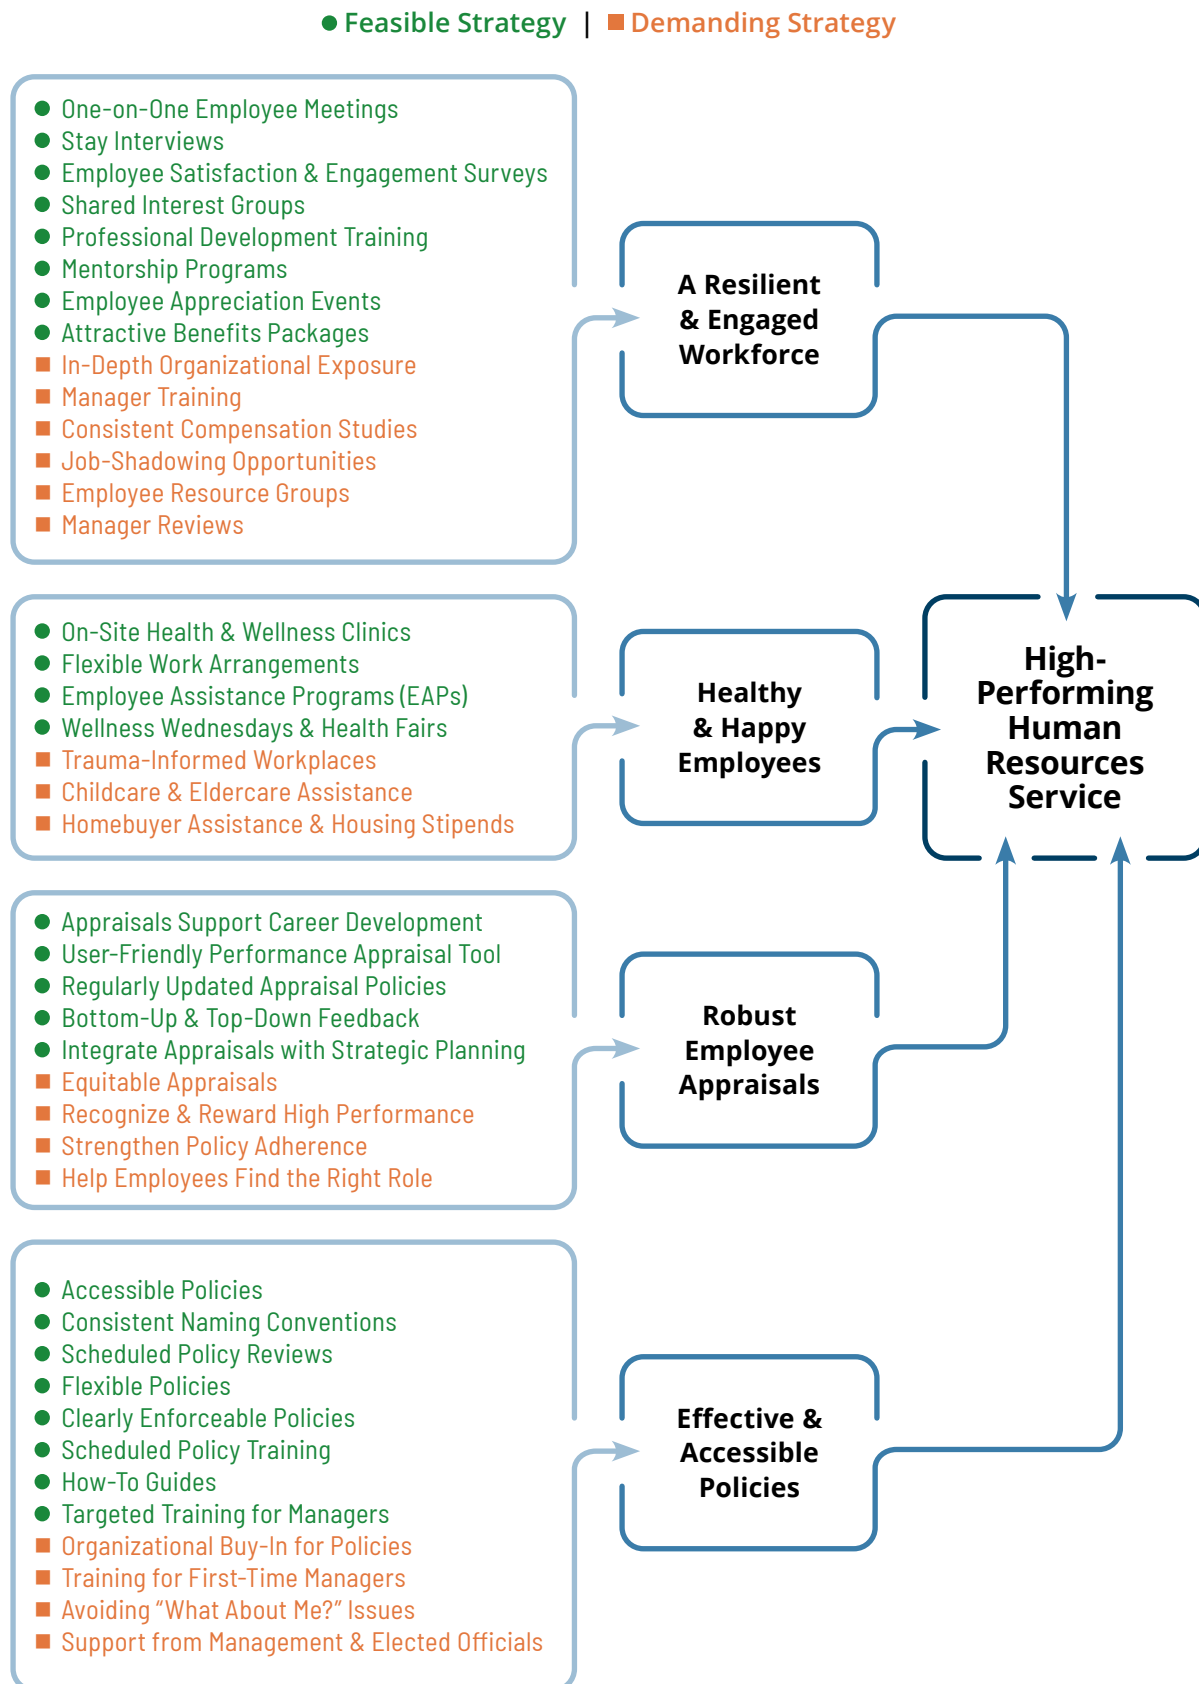 Feasible Strategy | Demanding Strategy
One-on-One Employee Meetings
Stay Interviews
Employee Satisfaction & Engagement Surveys
Shared Interest Groups
Professional Development Training
Mentorship Programs
Employee Appreciation Events
Attractive Benefits Packages
In-Depth Organizational Exposure
Manager Training
Consistent Compensation Studies
Job-Shadowing Opportunities
Employee Resource Groups
Manager Reviews
A Resilient
& Engaged
Workforce
On-Site Health & Wellness Clinics
Flexible Work Arrangements
Employee Assistance Programs (EAPs)
Wellness Wednesdays & Health Fairs
Trauma-Informed Workplaces
Childcare & Eldercare Assistance
Homebuyer Assistance & Housing Stipends
Healthy
& Happy
Employees
High-
Performing
Human
Resources
Service
Appraisals Support Career Development
User-Friendly Performance Appraisal Tool
Regularly Updated Appraisal Policies
Bottom-Up & Top-Down Feedback
Integrate Appraisals with Strategic Planning
Equitable Appraisals
Recognize & Reward High Performance
Strengthen Policy Adherence
Help Employees Find the Right Role
Robust
Employee
Appraisals
Accessible Policies
Consistent Naming Conventions
Scheduled Policy Reviews
Flexible Policies
Clearly Enforceable Policies
Scheduled Policy Training
How-To Guides
Targeted Training for Managers
Organizational Buy-In for Policies
Training for First-Time Managers
Avoiding “What About Me?” Issues
Support from Management & Elected Officials
Effective &
Accessible
Policies